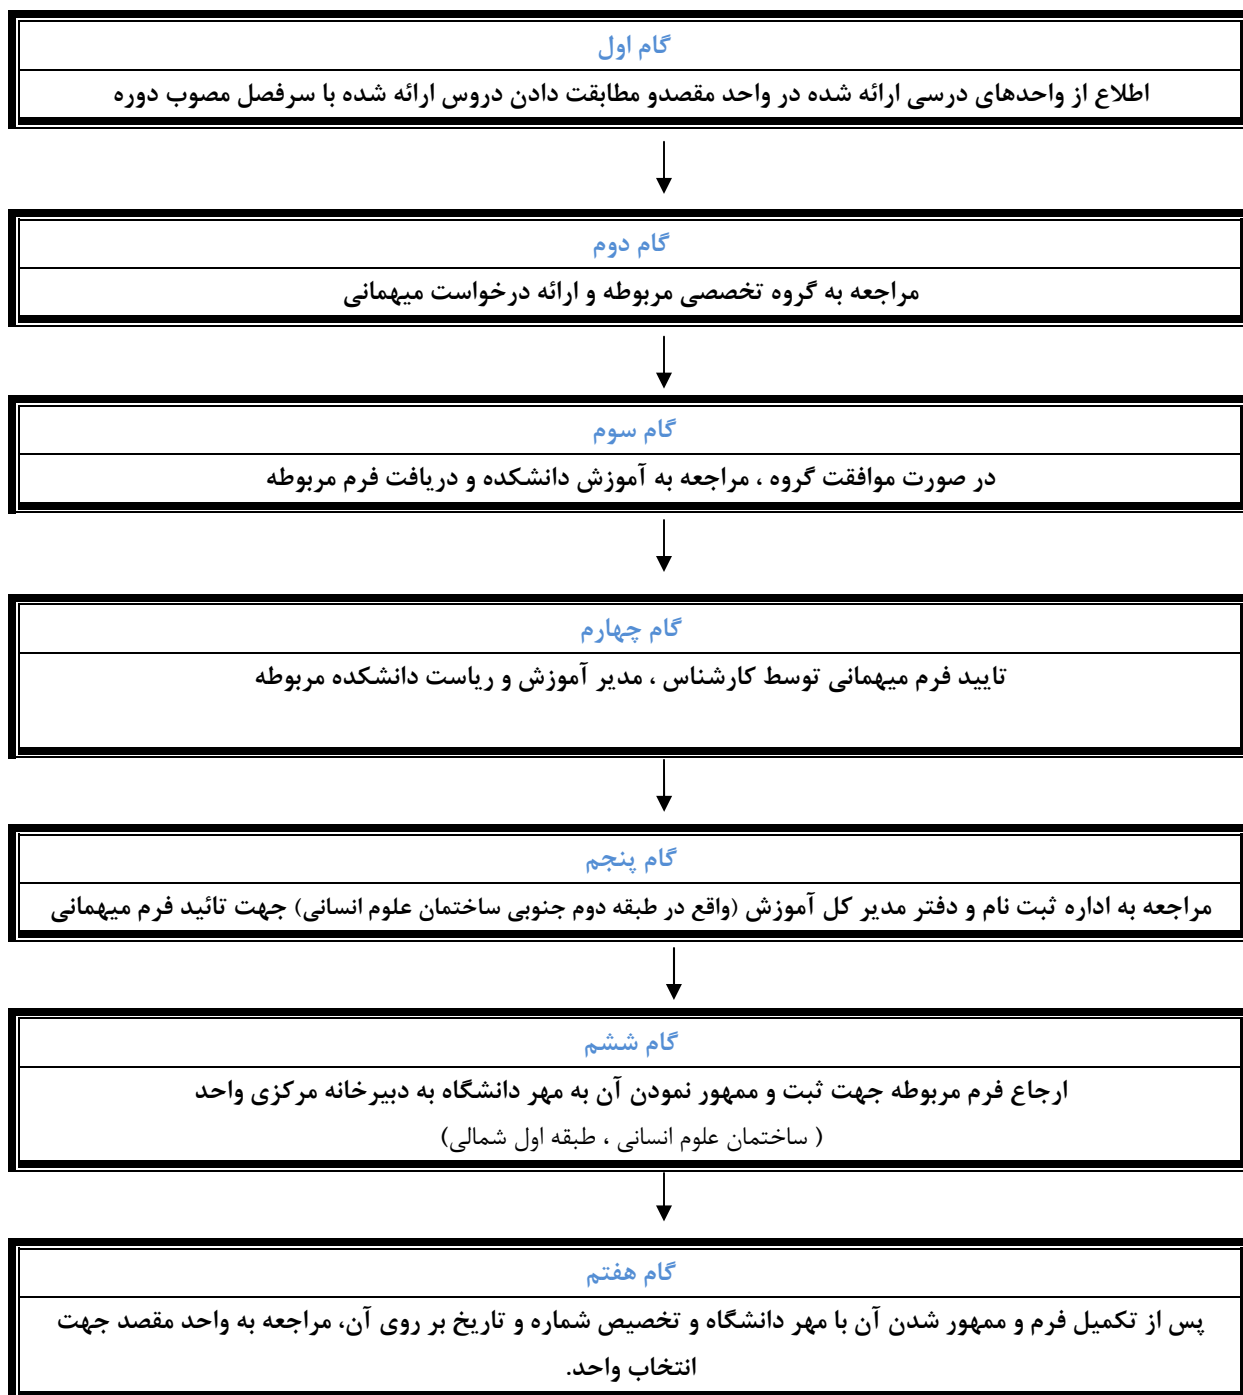 گام اول
اطلاع از واحدهای درسی ارائه شده در واحد مقصدو مطابقت دادن دروس ارائه شده با سرفصل مصوب دوره
گام دوم
مراجعه به گروه تخصصی مربوطه و ارائه درخواست میهمانی
گام سوم
در صورت موافقت گروه ، مراجعه به آموزش دانشکده و دریافت فرم مربوطه
گام چهارم
تایید فرم میهمانی توسط کارشناس ، مدیر آموزش و ریاست دانشکده مربوطه
گام پنجم
مراجعه به اداره ثبت نام و دفتر مدیر کل آموزش (واقع در طبقه دوم جنوبی ساختمان علوم انسانی) جهت تائید فرم میهمانی
گام ششم
ارجاع فرم مربوطه جهت ثبت و ممهور نمودن آن به مهر دانشگاه به دبیرخانه مرکزی واحد
( ساختمان علوم انسانی ، طبقه اول شمالی)
گام هفتم
پس از تکمیل فرم و ممهور شدن آن با مهر دانشگاه و تخصیص شماره و تاریخ بر روی آن، مراجعه به واحد مقصد جهت
انتخاب واحد.